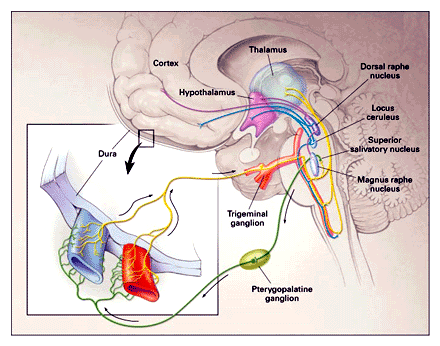 Thalamus
Cortex
Dorsal raphe
nucleus
Hypothalamus
Locus
ceruleus
Dura
Superior
salivatory nucleus
Magnus raphe
nucleus
Trigeminal
ganglion
Pterygopalatine
ganglion